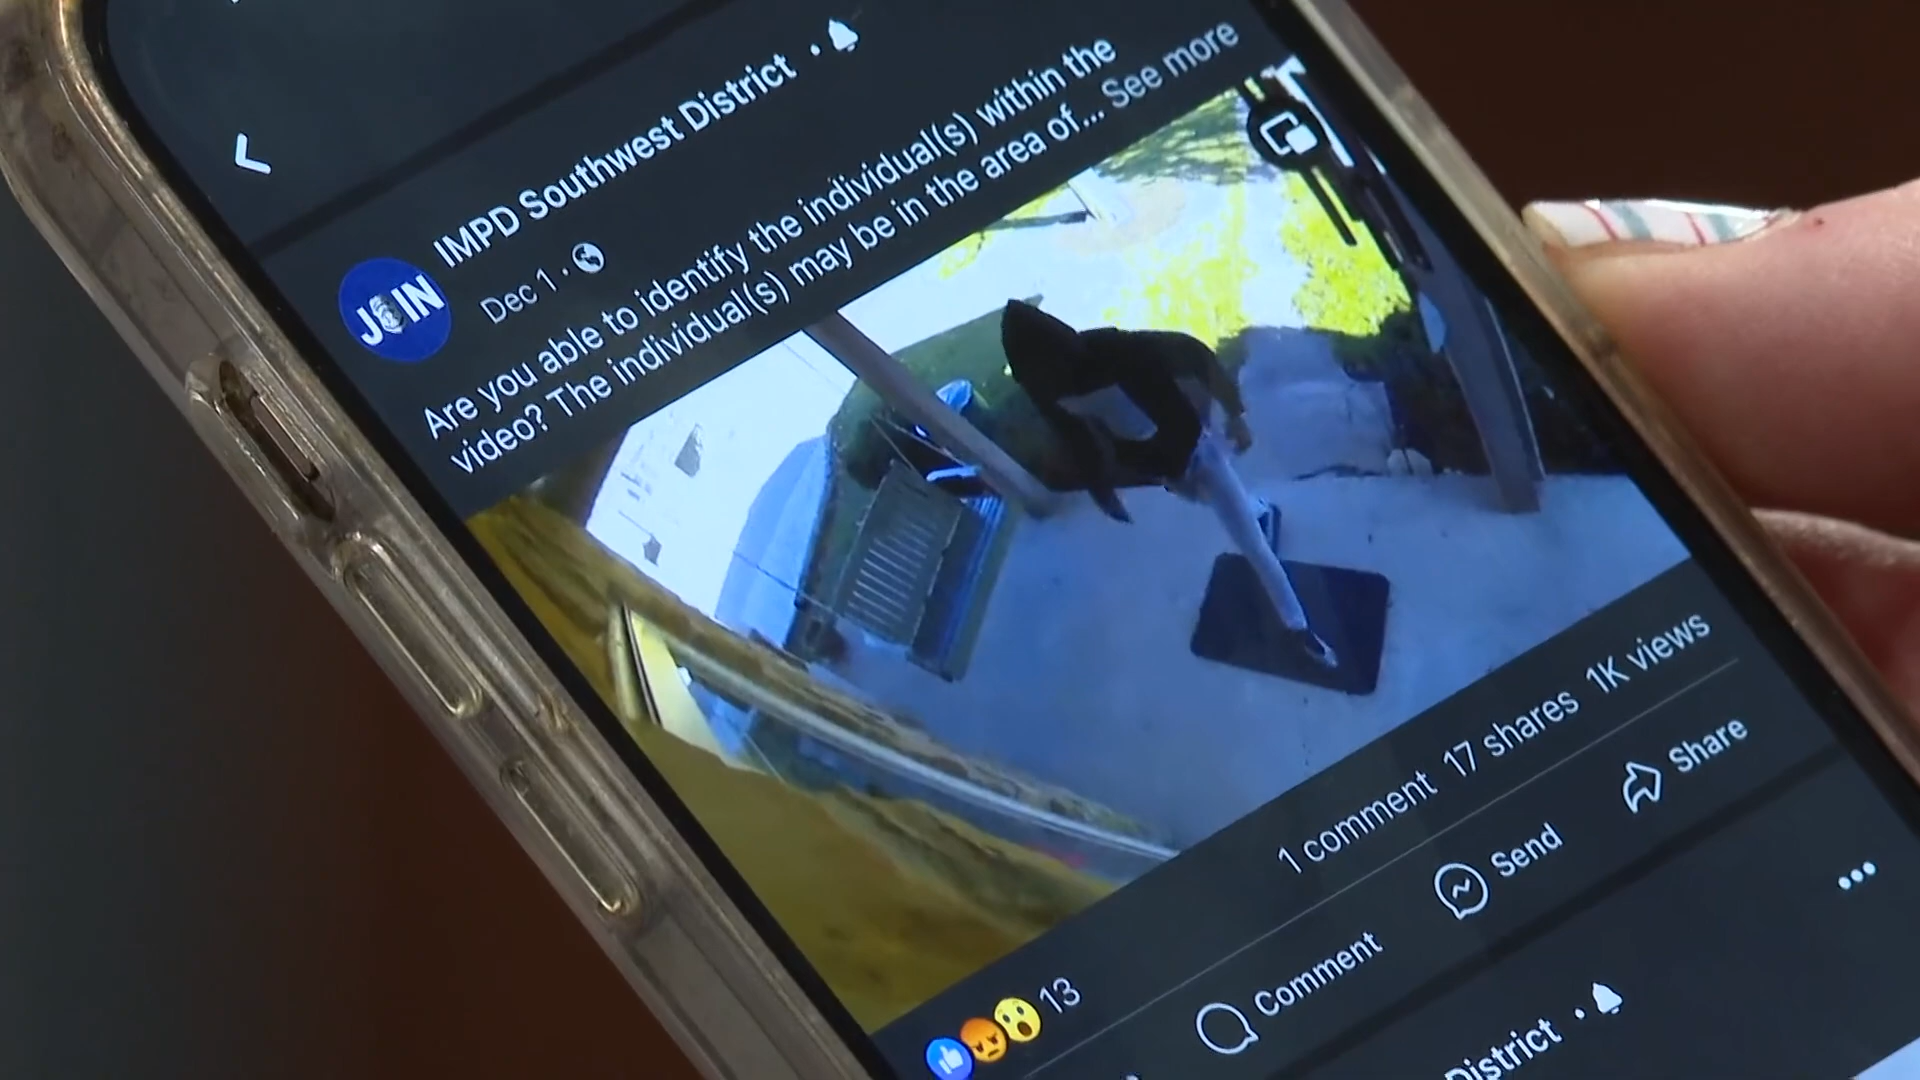 IMPD Southwest District ·
Dec 1 ·
JOIN
Are you able to identify the individual(s) within the
video? The individual(s) may be in the area of... See more
1 comment 17 shares 1K views
13
Comment
Send
Share
District ·